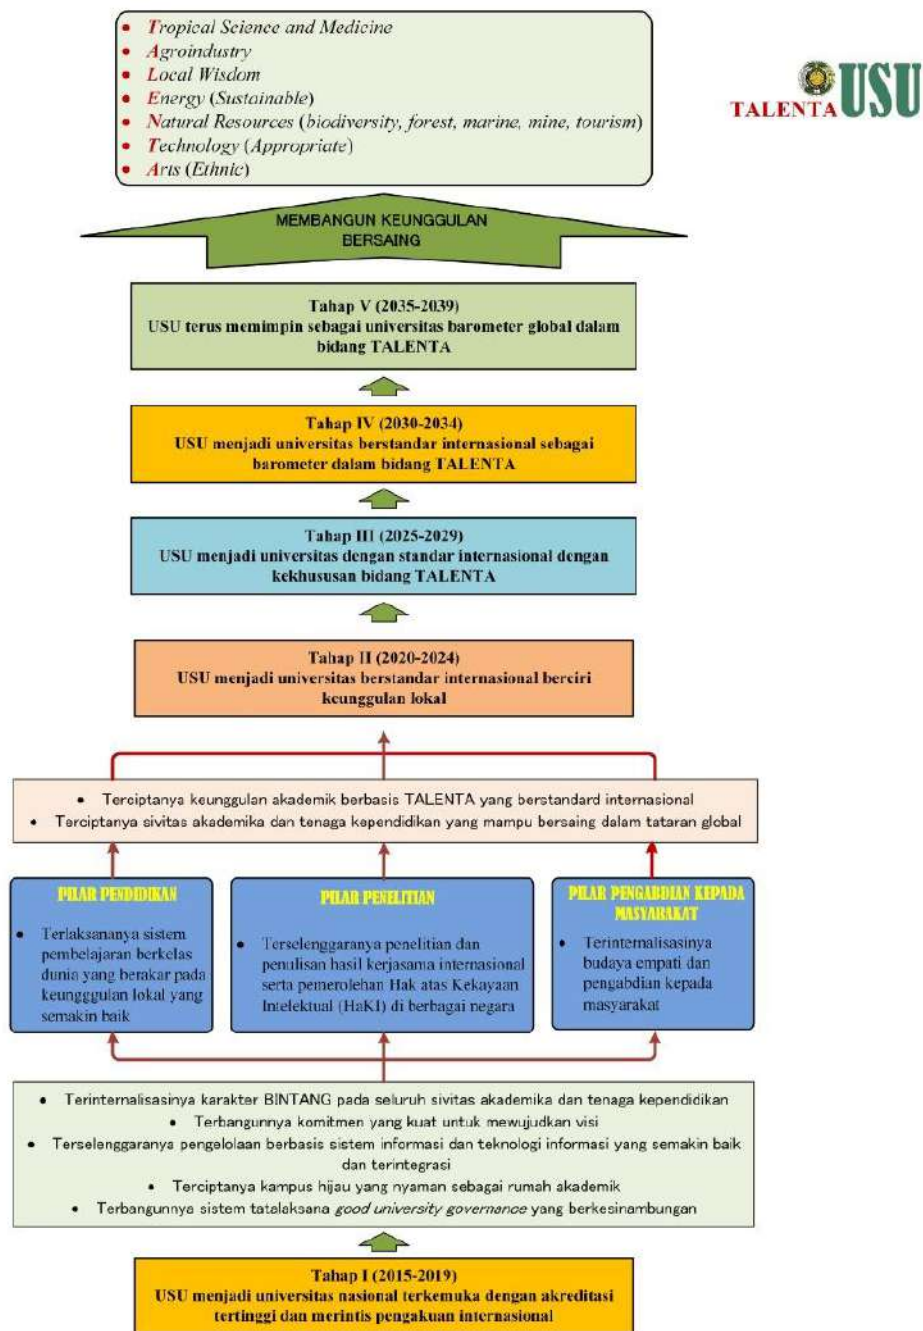 • Tropical Science and Medicine
• Agroindustry
• Local Wisdom
• Energy (Sustainable)
• Natural Resources (biodiversity, forest, marine, mine, tourism)
• Technology (Appropriate)
• Arts (Ethnic)
TALENTA USU
MEMBANGUN KEUNGGULAN
BERSAING
Tahap V (2035-2039)
USU terus memimpin sebagai universitas barometer global dalam
bidang TALENTA
Tahap IV (2030-2034)
USU menjadi universitas berstandar internasional sebagai
barometer dalam bidang TALENTA
Tahap III (2025-2029)
USU menjadi universitas dengan standar internasional dengan
kekhususan bidang TALENTA
Tahap II (2020-2024)
USU menjadi universitas berstandar internasional berciri
keunggulan lokal
• Terciptanya keunggulan akademik berbasis TALENTA yang berstandard internasional
• Terciptanya sivitas akademika dan tenaga kependidikan yang mampu bersaing dalam tataran global
PILAR PENDIDIKAN
• Terlaksananya sistem
pembelajaran berkelas
dunia yang berakar pada
keungggulan lokal yang
semakin baik
PILAR PENELITIAN
• Terselenggaranya penelitian dan
penulisan hasil kerjasama internasional
serta pemerolehan Hak atas Kekayaan
Intelektual (HaKI) di berbagai negara
PILAR PENGABDIAN KEPADA
MASYARAKAT
• Terinternalisasinya
budaya empati dan
pengabdian kepada
masyarakat
• Terinternalisasinya karakter BINTANG pada seluruh sivitas akademika dan tenaga kependidikan
• Terbangunnya komitmen yang kuat untuk mewujudkan visi
• Terselenggaranya pengelolaan berbasis sistem informasi dan teknologi informasi yang semakin baik
dan terintegrasi
• Terciptanya kampus hijau yang nyaman sebagai rumah akademik
• Terbangunnya sistem tatalaksana good university governance yang berkesinambungan
Tahap I (2015-2019)
USU menjadi universitas nasional terkemuka dengan akreditasi
tertinggi dan merintis pengakuan internasional